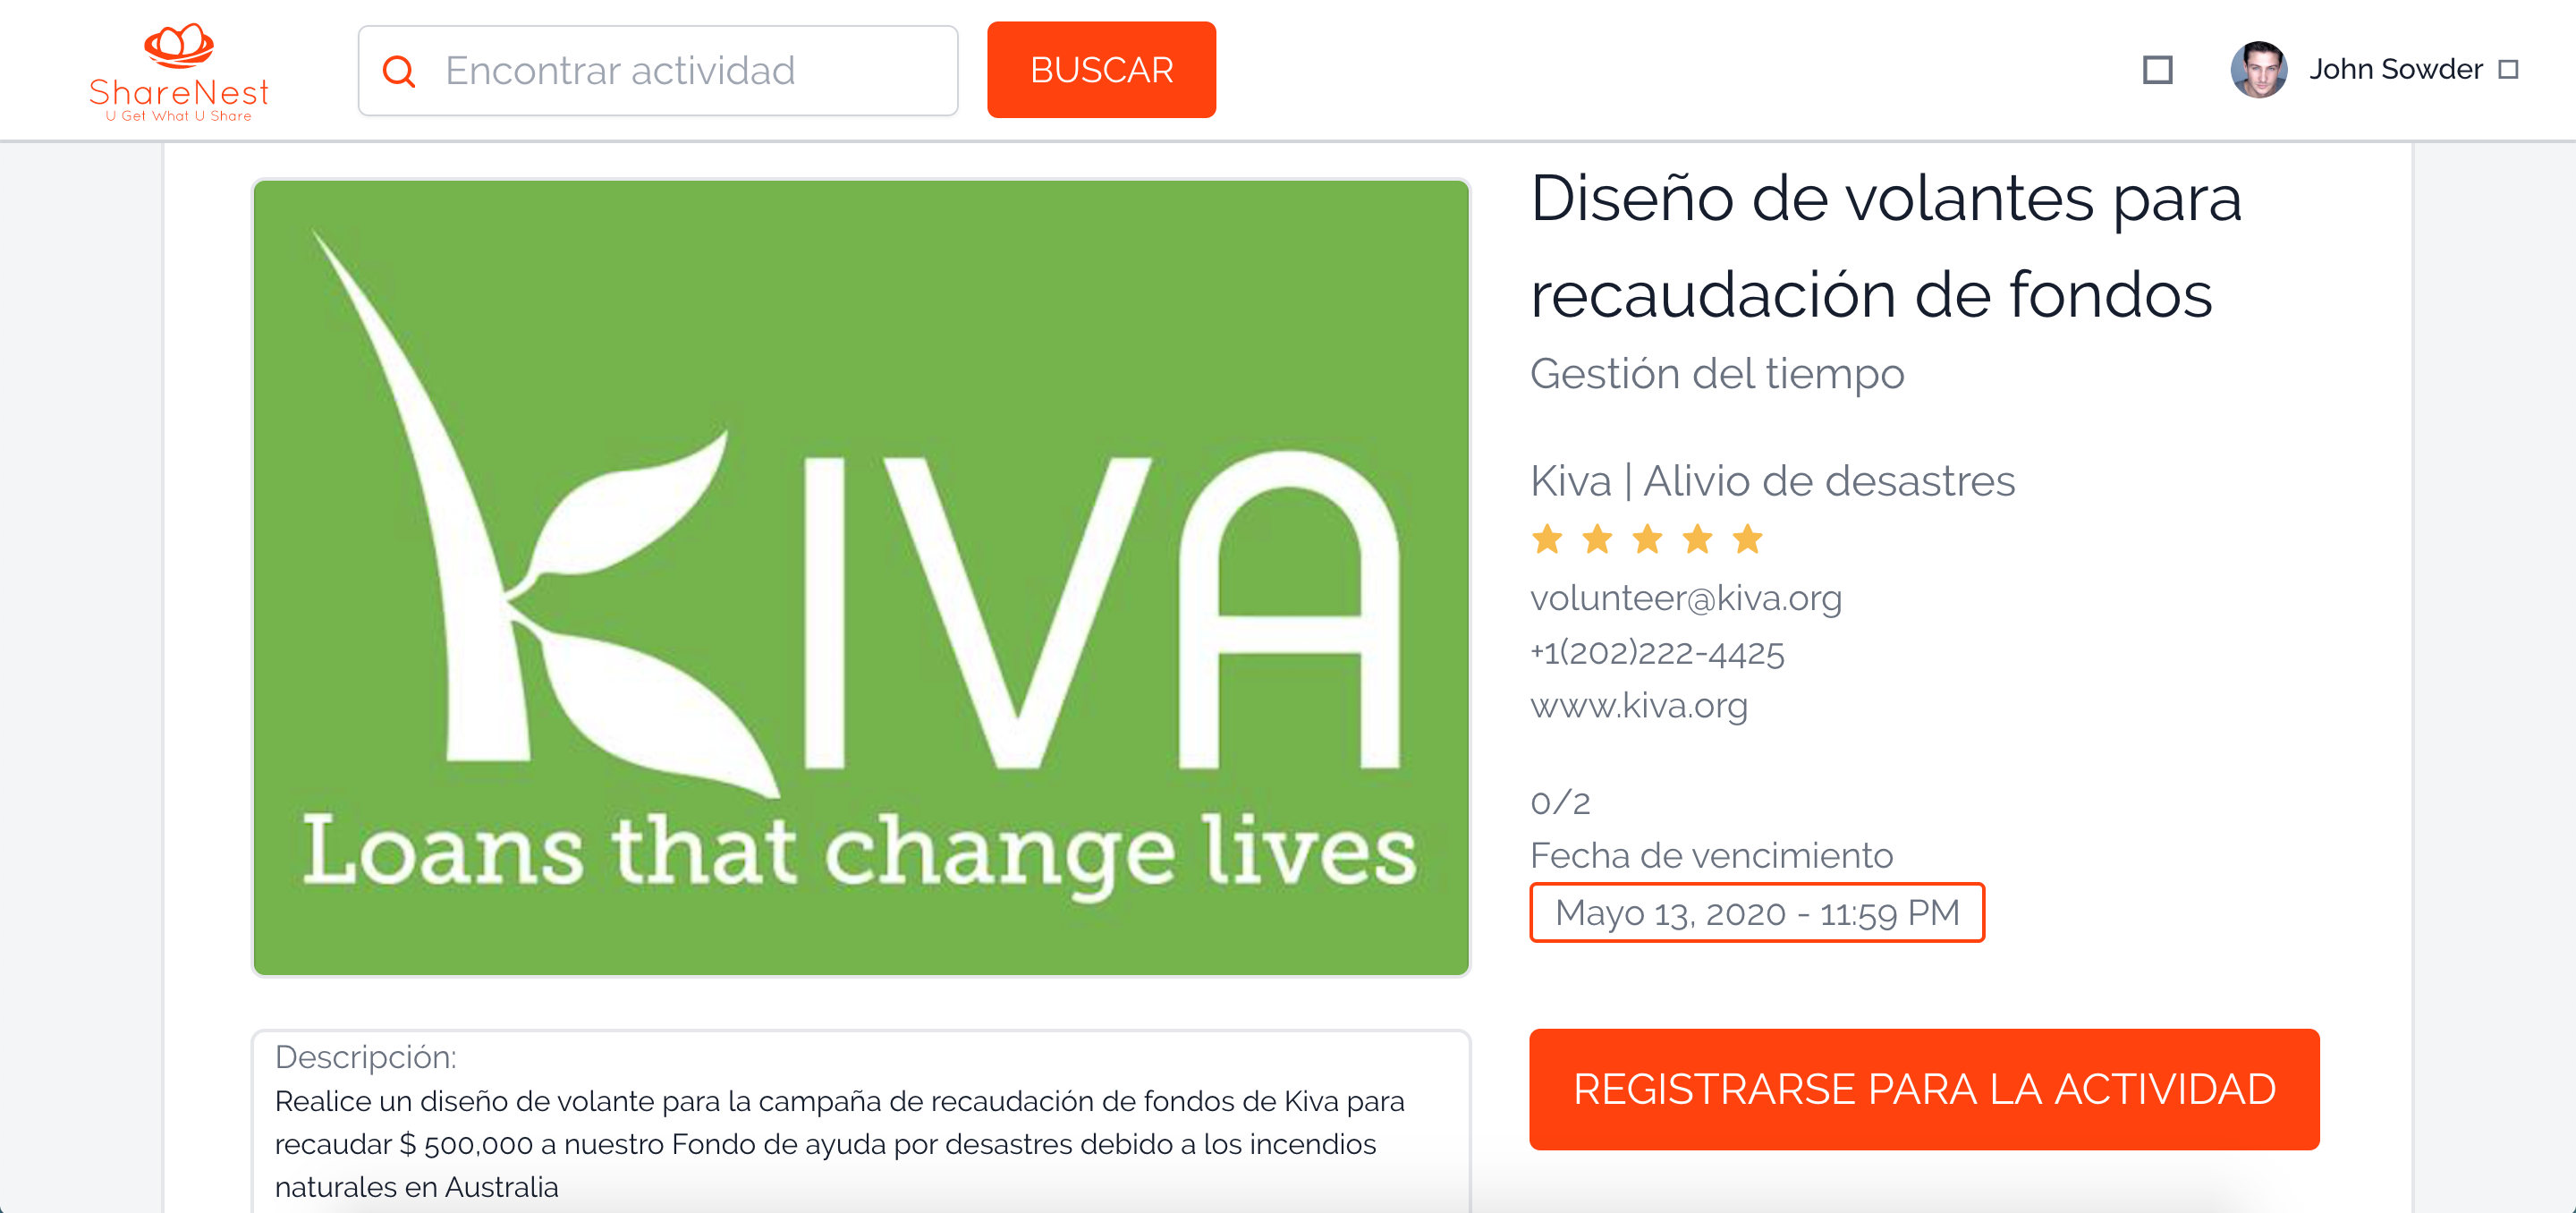 ShareNest
U Get What U Share
Encontrar actividad
BUSCAR
John Sowder
KIVA
Loans that change lives
Diseño de volantes para
recaudación de fondos
Gestión del tiempo
Kiva | Alivio de desastres
volunteer@kiva.org
+1(202)222-4425
www.kiva.org
0/2
Fecha de vencimiento
Mayo 13, 2020 - 11:59 PM
REGISTRARSE PARA LA ACTIVIDAD
Descripción:
Realice un diseño de volante para la campaña de recaudación de fondos de Kiva para
recaudar $ 500,000 a nuestro Fondo de ayuda por desastres debido a los incendios
naturales en Australia